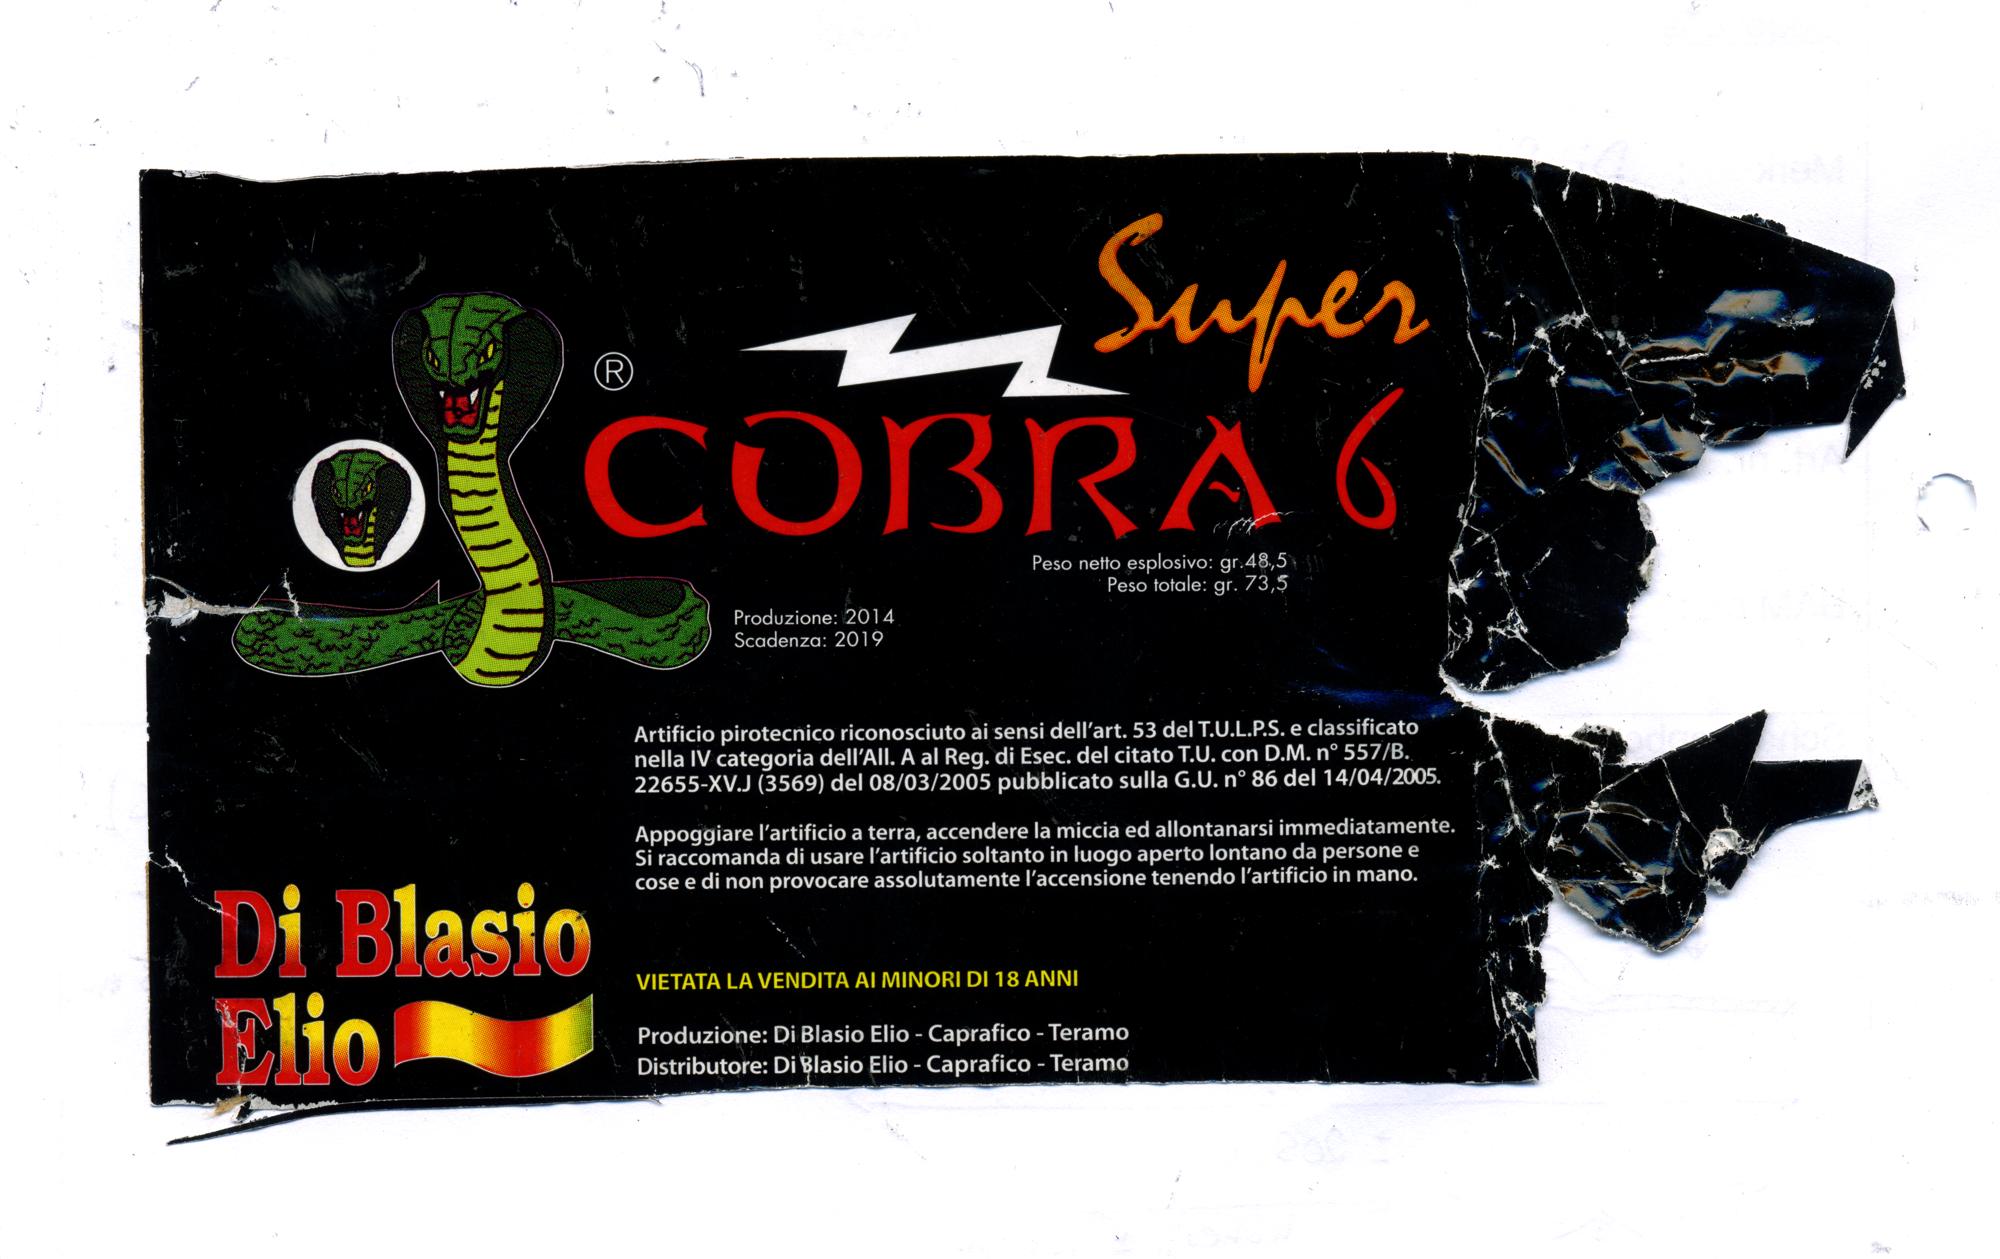 Super
®
COBRA 6
Peso netto esplosivo: gr.48,5
Peso totale: gr. 73,5
Produzione: 2014
Scadenza: 2019
Artificio pirotecnico riconosciuto ai sensi dell'art. 53 del T.U.L.P.S. e classificato
nella IV categoria dell'All. A al Reg. di Esec. del citato T.U. con D.M. n° 557/B.
22655-XV.J (3569) del 08/03/2005 pubblicato sulla G.U. n° 86 del 14/04/2005.
Appoggiare l'artificio a terra, accendere la miccia ed allontanarsi immediatamente.
Si raccomanda di usare l'artificio soltanto in luogo aperto lontano da persone e
cose e di non provocare assolutamente l'accensione tenendo l'artificio in mano.
Di Blasio
Elio
VIETATA LA VENDITA AI MINORI DI 18 ANNI
Produzione: Di Blasio Elio - Caprafico - Teramo
Distributore: Di Blasio Elio - Caprafico - Teramo